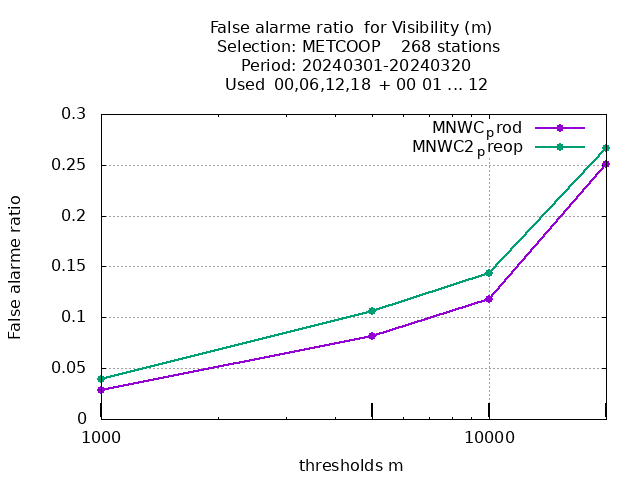 False alarme ratio  for Visibility (m)
Selection: METCOOP    268 stations
Period: 20240301-20240320
Used  00,06,12,18 + 00 01 ... 12
MNWCprod
MNWC2preop
0.3
0.25
0.2
0.15
0.1
0.05
0
False alarme ratio
1000
10000
thresholds m